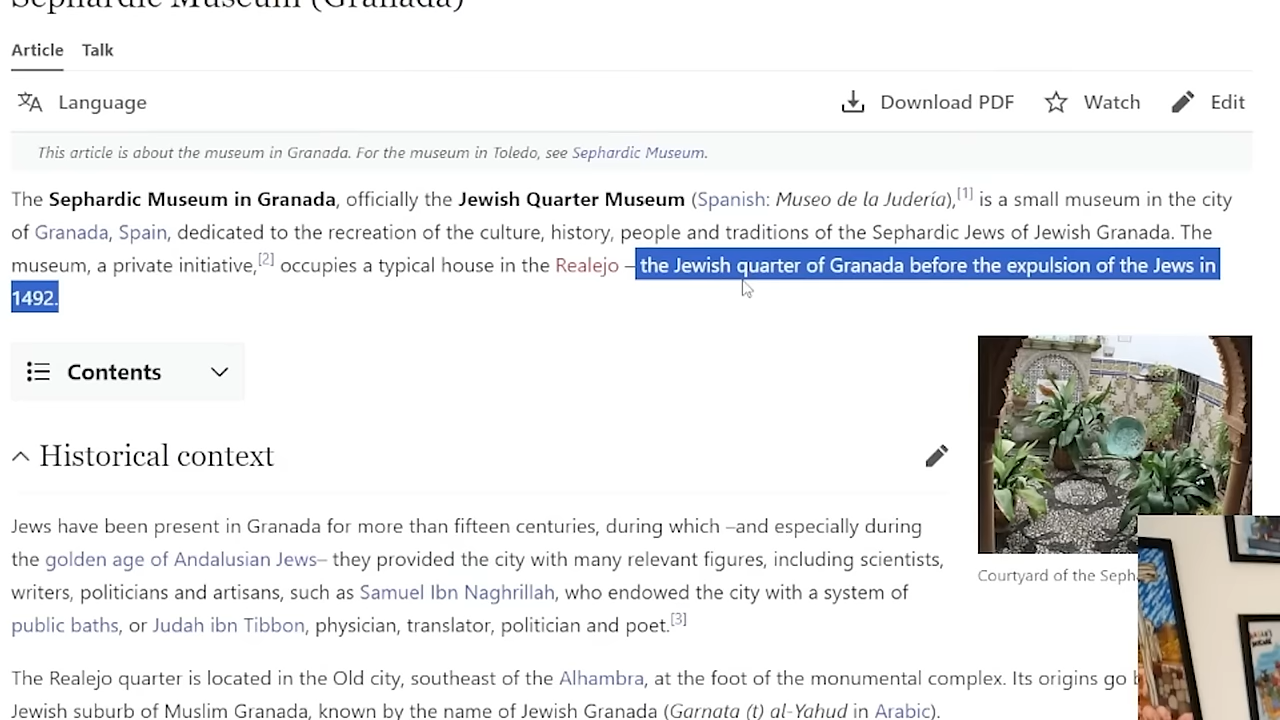 Sephardic Museum (Granada)
Article Talk
Language Download PDF Watch Edit
This article is about the museum in Granada. For the museum in Toledo, see Sephardic Museum.
The Sephardic Museum in Granada, officially the Jewish Quarter Museum (Spanish: Museo de la Judería),[1] is a small museum in the city
of Granada, Spain, dedicated to the recreation of the culture, history, people and traditions of the Sephardic Jews of Jewish Granada. The
museum, a private initiative,[2] occupies a typical house in the Realejo – the Jewish quarter of Granada before the expulsion of the Jews in
1492.
Contents
Historical context
Jews have been present in Granada for more than fifteen centuries, during which –and especially during
the golden age of Andalusian Jews– they provided the city with many relevant figures, including scientists,
writers, politicians and artisans, such as Samuel Ibn Naghrillah, who endowed the city with a system of
public baths, or Judah ibn Tibbon, physician, translator, politician and poet.[3]
Courtyard of the Seph
The Realejo quarter is located in the Old city, southeast of the Alhambra, at the foot of the monumental complex. Its origins go
Jewish suburb of Muslim Granada, known by the name of Jewish Granada (Garnata (t) al-Yahud in Arabic).